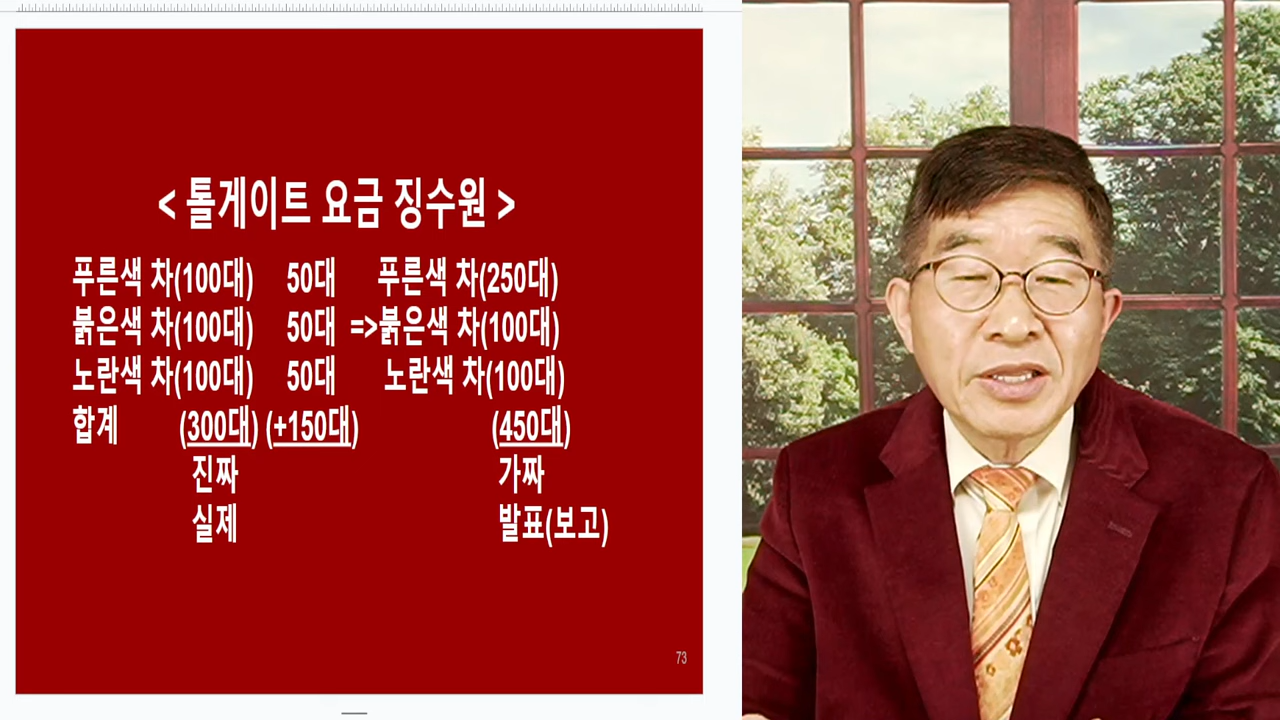 < 톨게이트 요금 징수원 >
푸른색 차(100대) 50대 푸른색 차(250대)
붉은색 차(100대) 50대 =>붉은색 차(100대)
노란색 차(100대) 50대 노란색 차(100대)
합계 (300대) (+150대) (450대)
진짜 가짜
실제 발표(보고)
73